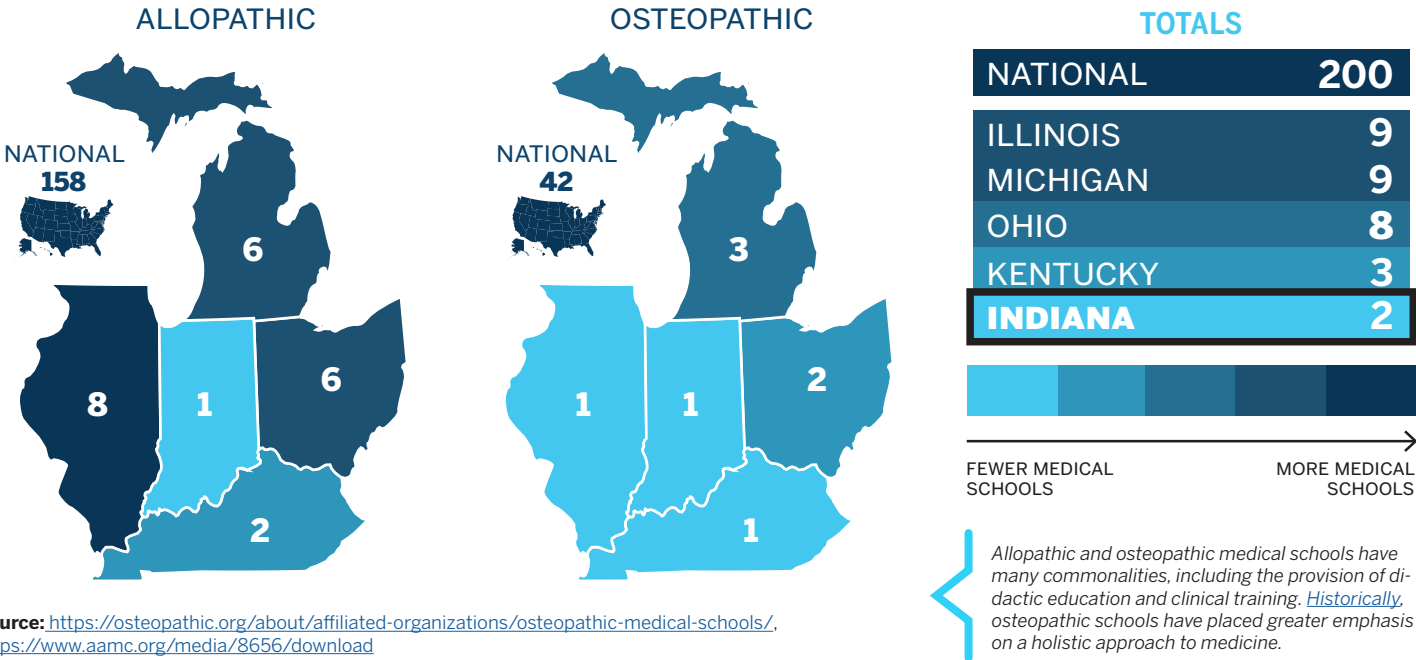 ALLOPATHIC
NATIONAL
158
6
8
1
6
2
OSTEOPATHIC
NATIONAL
42
3
1
1
2
1
TOTALS
NATIONAL 200
ILLINOIS 9
MICHIGAN 9
OHIO 8
KENTUCKY 3
INDIANA 2
FEWER MEDICAL
SCHOOLS
MORE MEDICAL
SCHOOLS
Allopathic and osteopathic medical schools have
many commonalities, including the provision of di-
dactic education and clinical training. Historically,
osteopathic schools have placed greater emphasis
on a holistic approach to medicine.
urce: https://osteopathic.org/about/affiliated-organizations/osteopathic-medical-schools/,
ps://www.aamc.org/media/8656/download